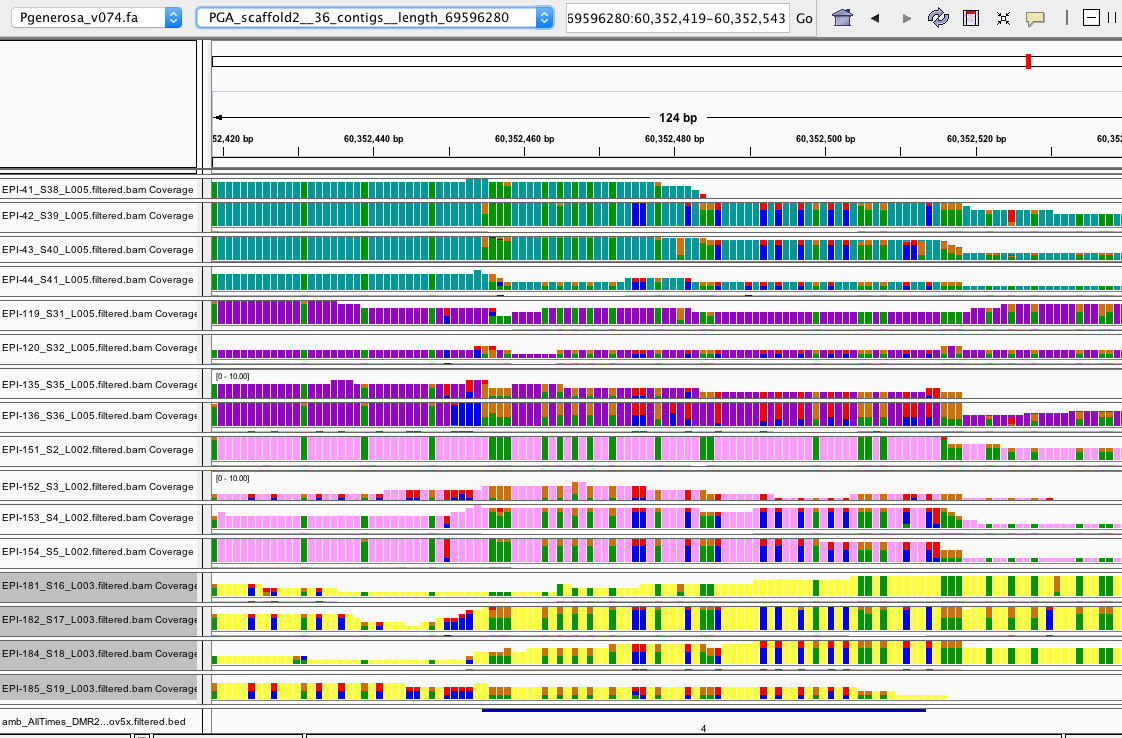 Pgenerosa_v074.fa PGA_scaffold2__36_contigs__length_69596280 69596280:60,352,419-60,352,543 Go
124 bp
52,420 bp 60,352,440 bp 60,352,460 bp 60,352,480 bp 60,352,500 bp 60,352,520 bp 60,352
EPI-41_S38_L005.filtered.bam Coverage
EPI-42_S39_L005.filtered.bam Coverage
EPI-43_S40_L005.filtered.bam Coverage
EPI-44_S41_L005.filtered.bam Coverage
EPI-119_S31_L005.filtered.bam Coverage
EPI-120_S32_L005.filtered.bam Coverage
[0 - 10.00]
EPI-135_S35_L005.filtered.bam Coverage
EPI-136_S36_L005.filtered.bam Coverage
EPI-151_S2_L002.filtered.bam Coverage
[0 - 10.00]
EPI-152_S3_L002.filtered.bam Coverage
EPI-153_S4_L002.filtered.bam Coverage
EPI-154_S5_L002.filtered.bam Coverage
EPI-181_S16_L003.filtered.bam Coverage
EPI-182_S17_L003.filtered.bam Coverage
EPI-184_S18_L003.filtered.bam Coverage
EPI-185_S19_L003.filtered.bam Coverage
amb_AllTimes_DMR2...ov5x.filtered.bed
4